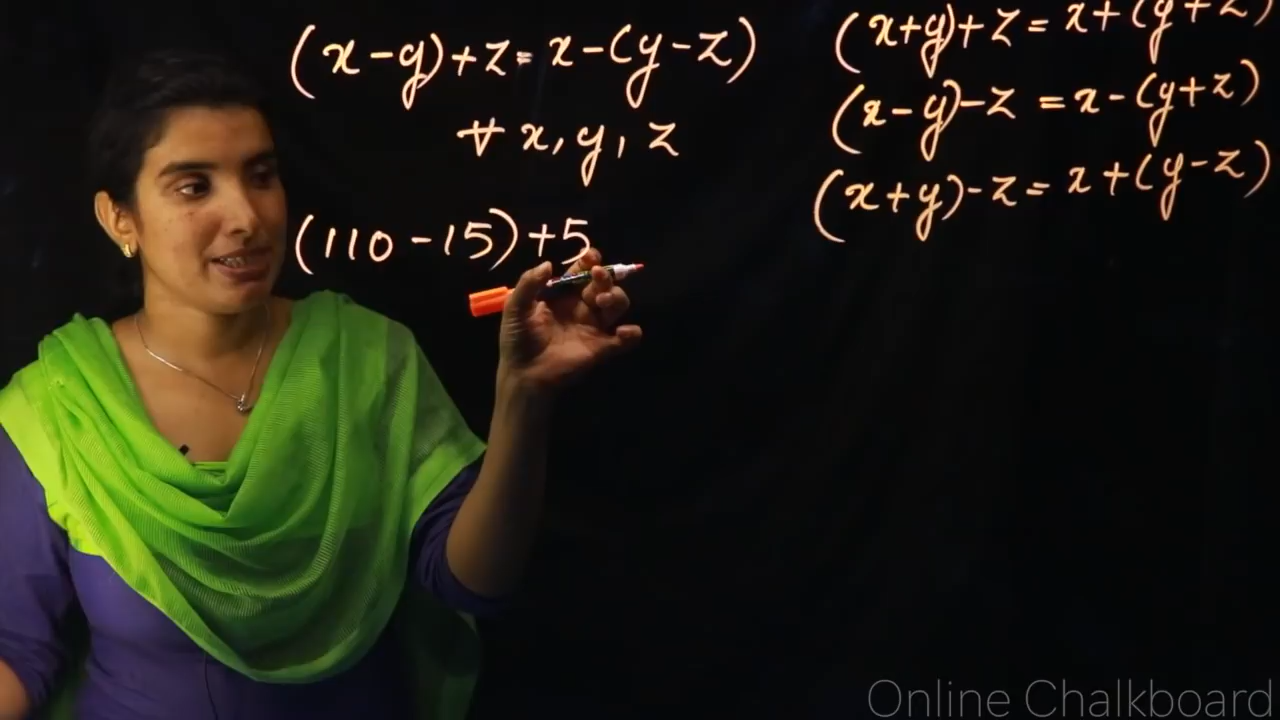 (x-y)+z= x-(y-z)
∀ x, y, z
(110-15)+5
(x+y)+z= x+(y+z)
(x-y)-z = x-(y+z)
(x+y)-z= x+(y-z)
Online Chalkboard